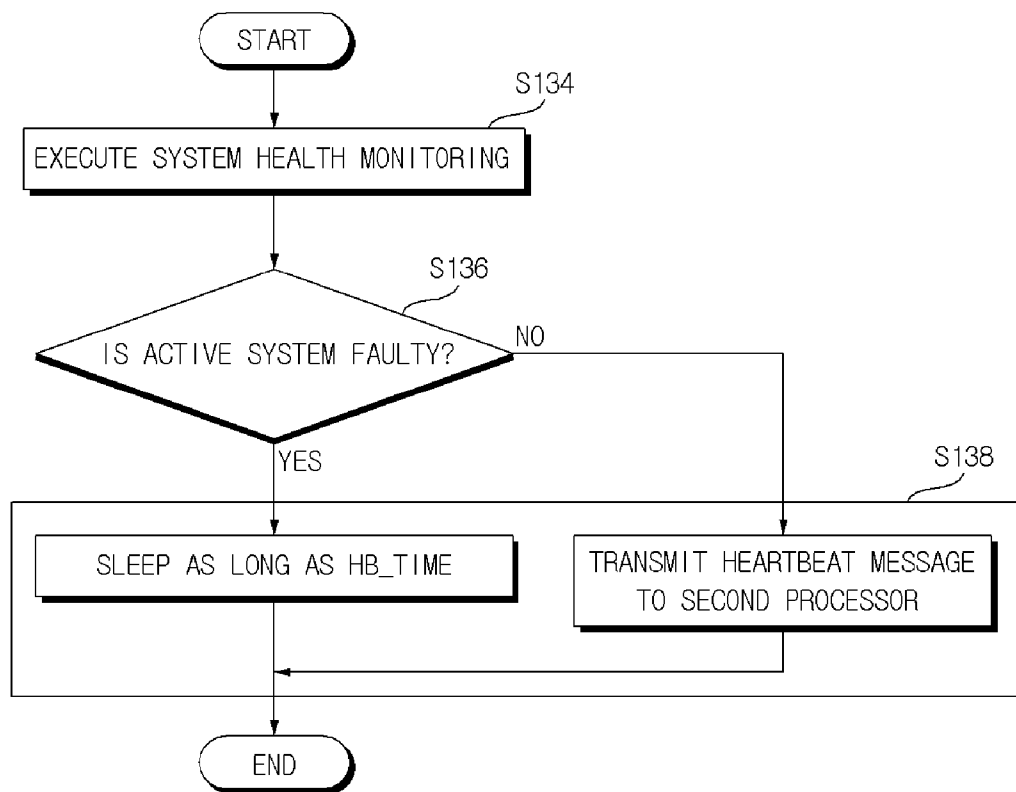 START
S134
EXECUTE SYSTEM HEALTH MONITORING
S136
IS ACTIVE SYSTEM FAULTY?
NO
YES
S138
SLEEP AS LONG AS HB_TIME
TRANSMIT HEARTBEAT MESSAGE
TO SECOND PROCESSOR
END